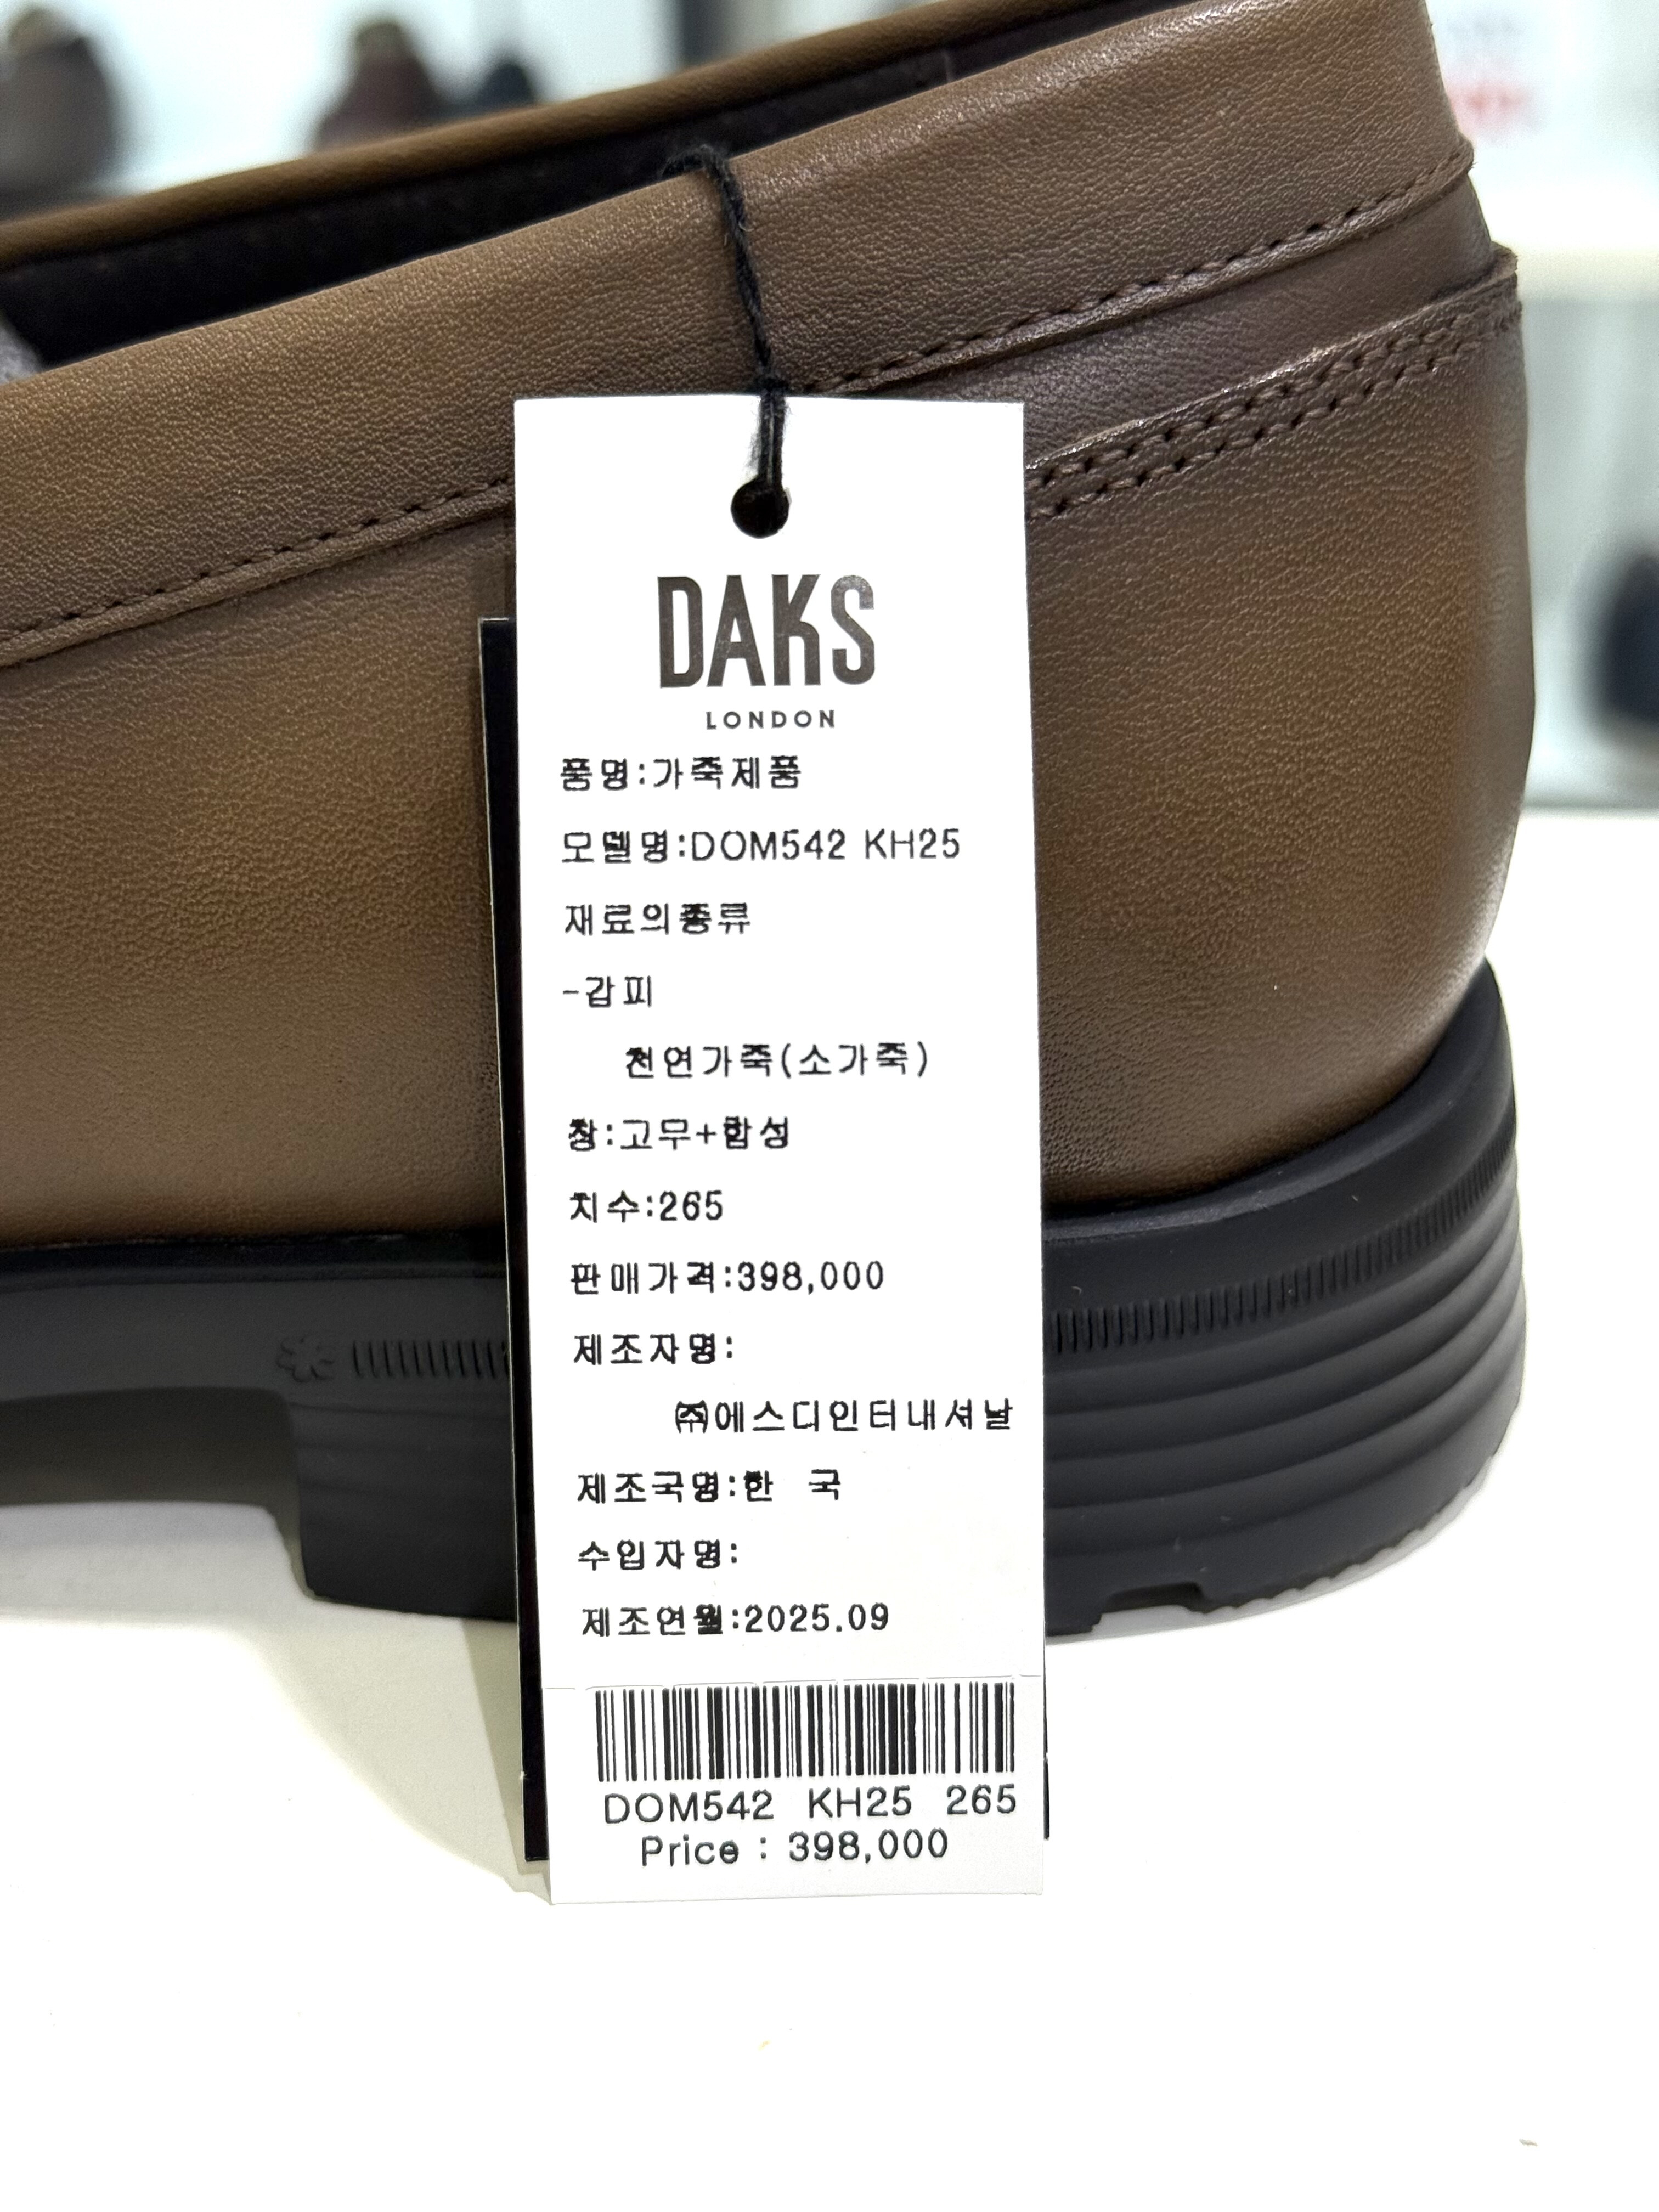 DAKS
LONDON
품명:가죽제품
모델명:DOM542 KH25
재료의종류
-갑피
천연가죽(소가죽)
창:고무+합성
치수:265
판매가격:398,000
제조자명:
㈜에스디인터내셔날
제조국명:한 국
수입자명:
제조연월:2025.09
DOM542 KH25 265
Price : 398,000